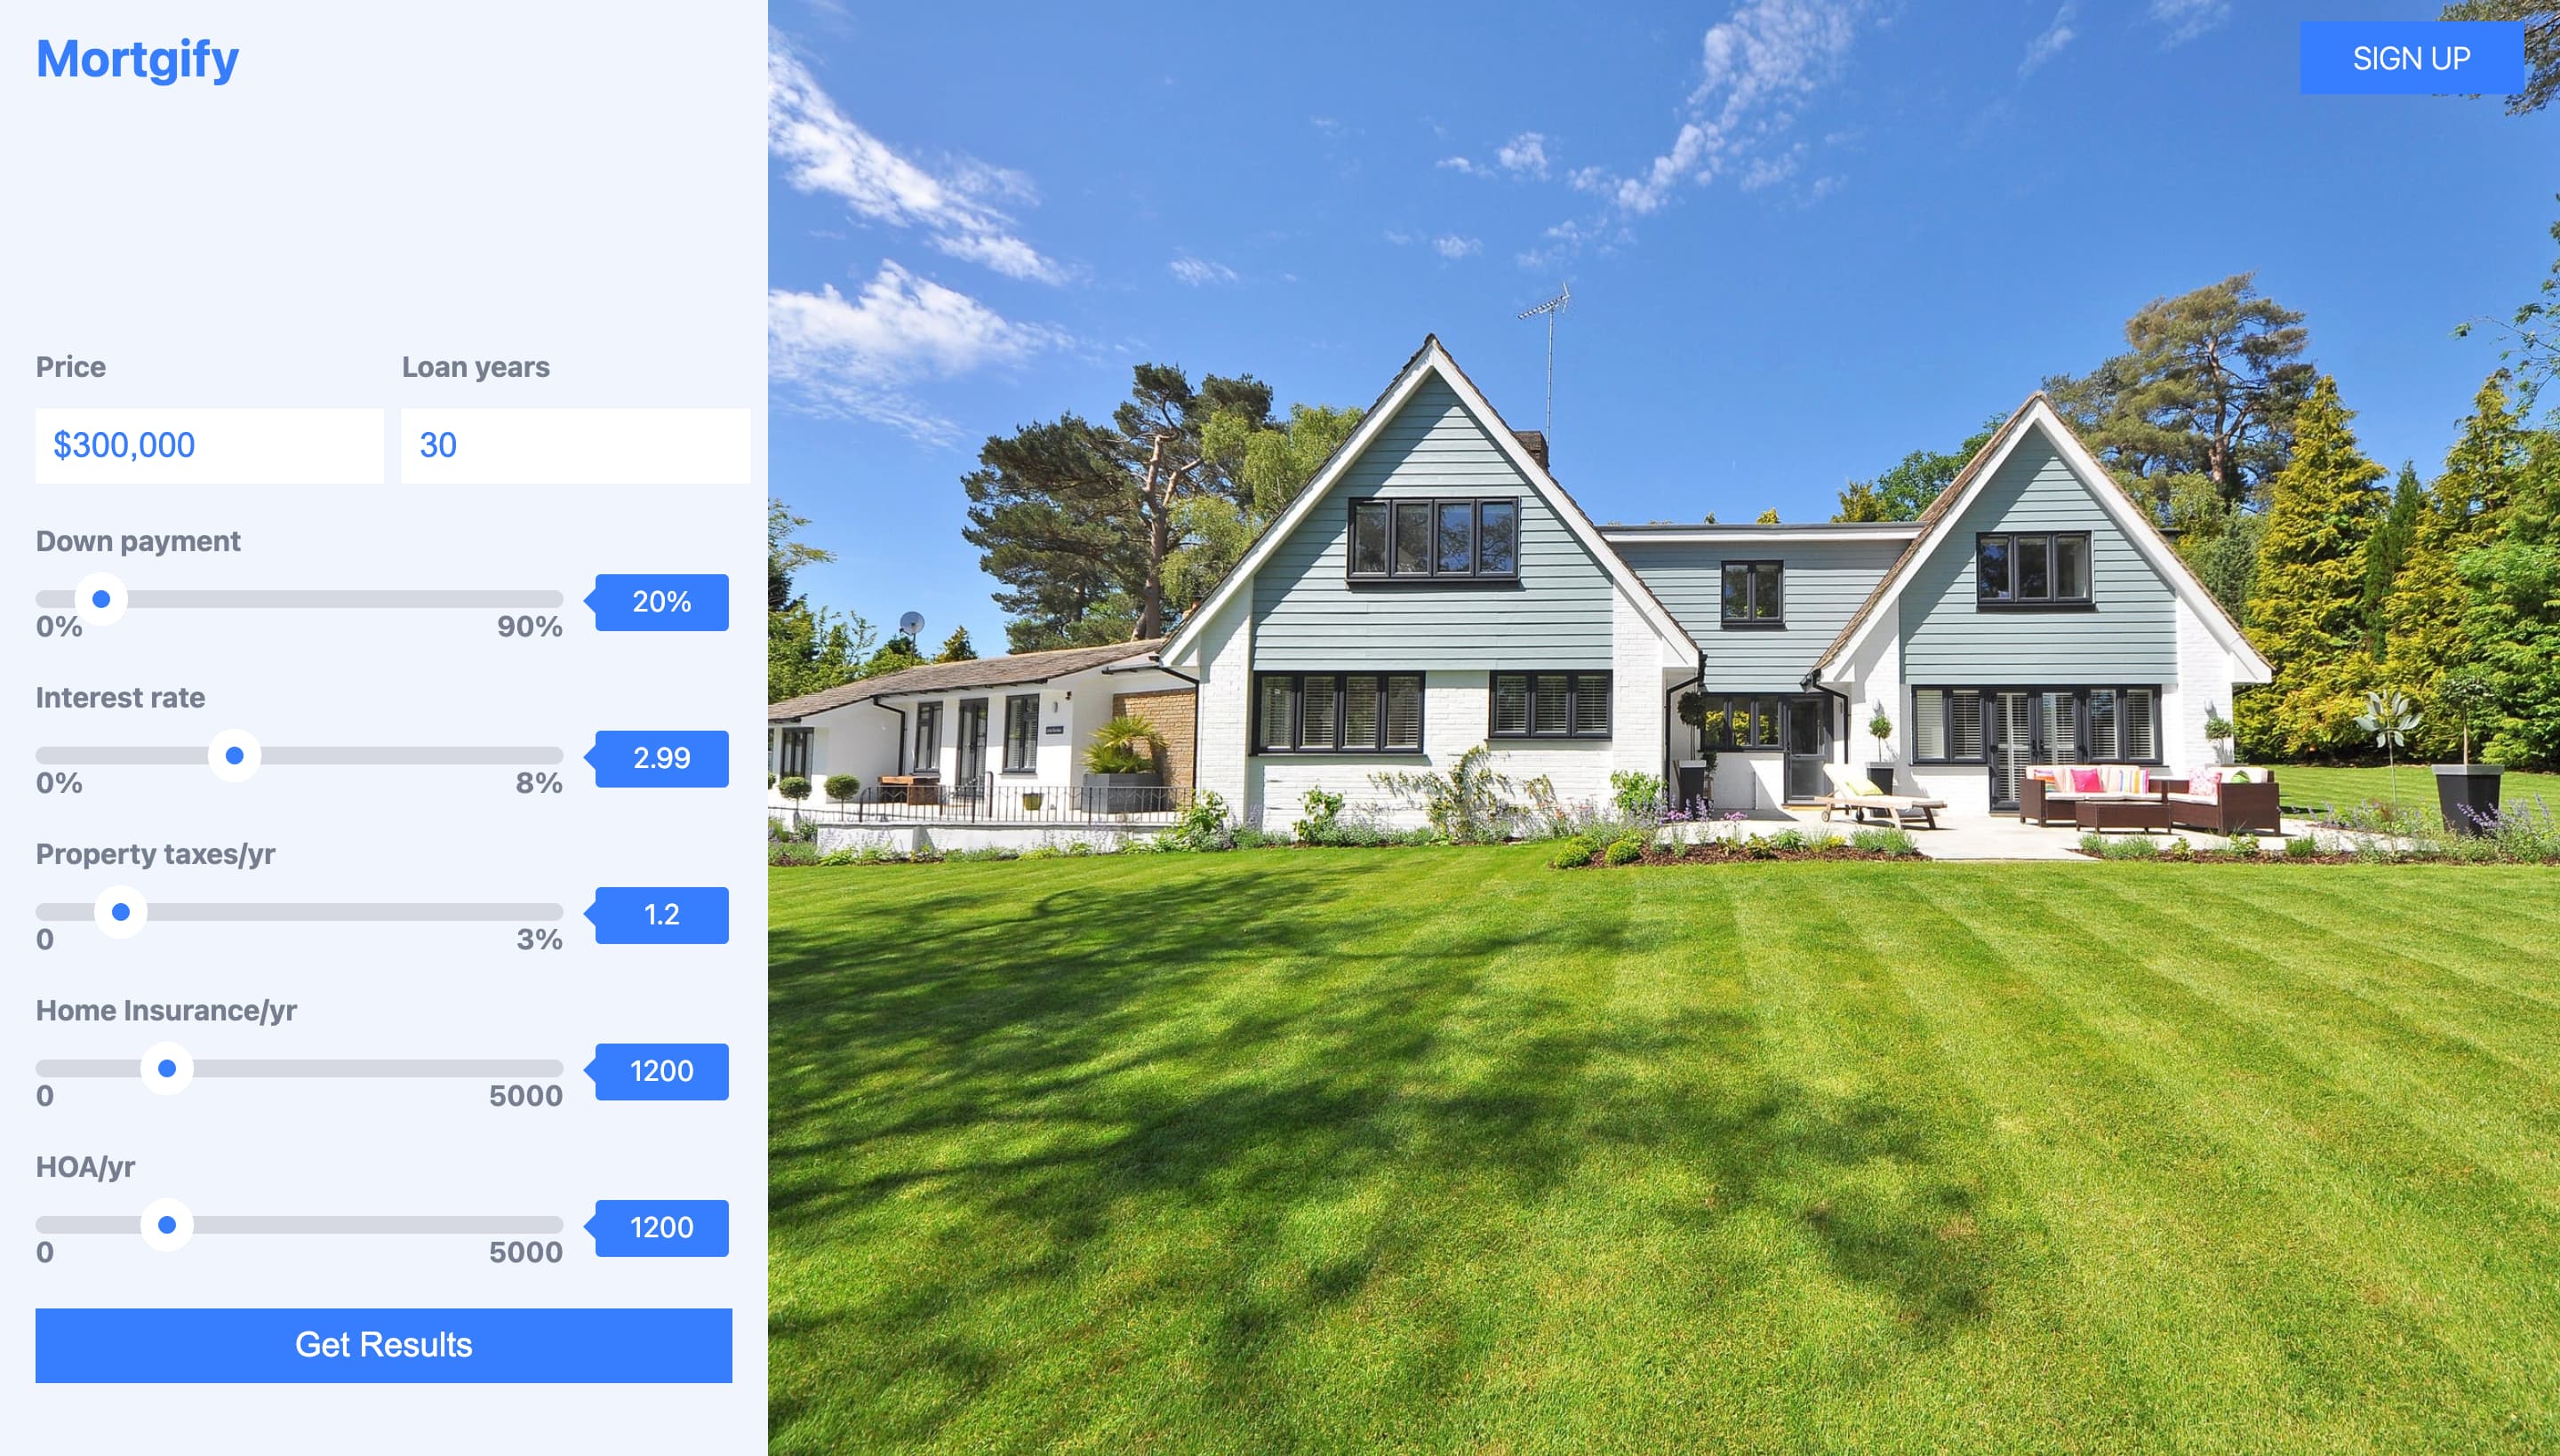 Mortgify
SIGN UP
Price
Loan years
$300,000
30
Down payment
20%
0%
90%
Interest rate
2.99
0%
8%
Property taxes/yr
1.2
0
3%
Home Insurance/yr
1200
0
5000
HOA/yr
1200
0
5000
Get Results